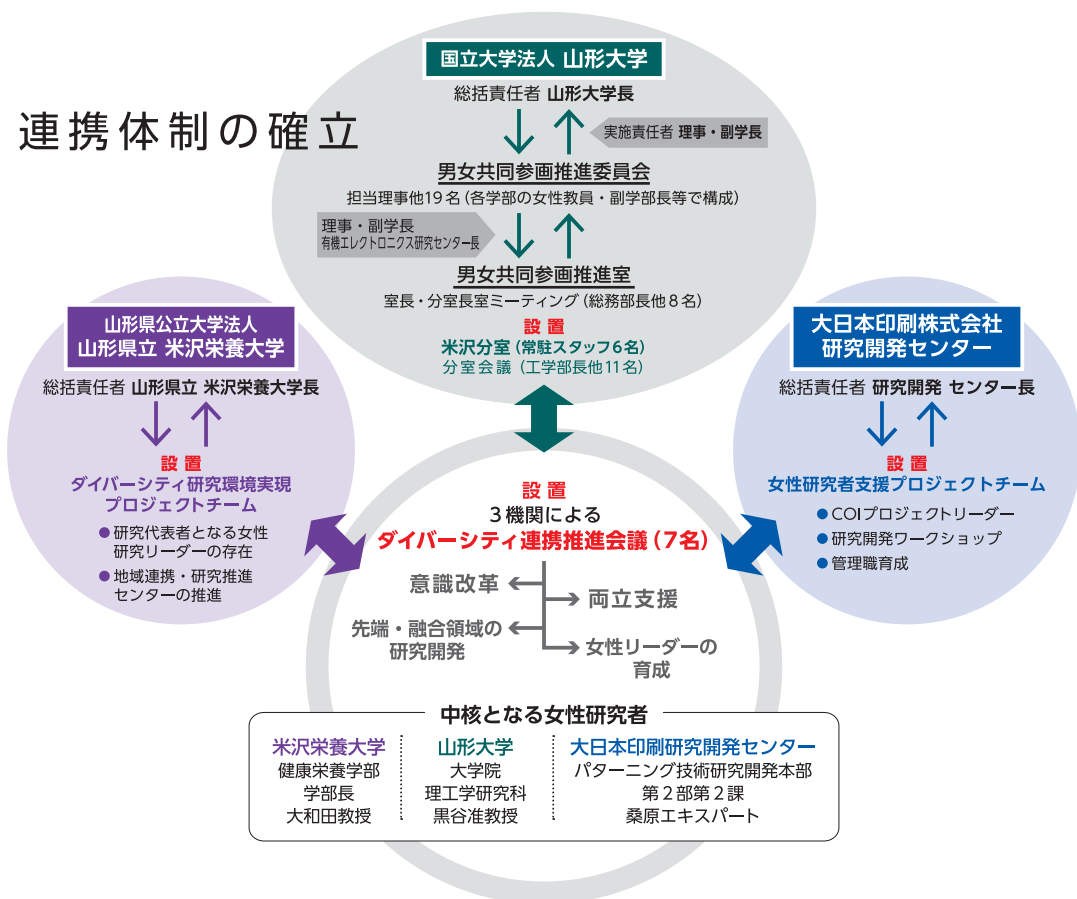 連携体制の確立
国立大学法人 山形大学
総括責任者 山形大学長
実施責任者 理事・副学長
男女共同参画推進委員会
担当理事他19名(各学部の女性教員・副学部長等で構成)
理事・副学長
有機エレクトロニクス研究センター長
男女共同参画推進室
室長・分室長室ミーティング(総務部長他8名)
設置
米沢分室(常駐スタッフ6名)
分室会議(工学部長他11名)
山形県公立大学法人
山形県立 米沢栄養大学
総括責任者 山形県立 米沢栄養大学長
設置
ダイバーシティ研究環境実現
プロジェクトチーム
●研究代表者となる女性
研究リーダーの存在
●地域連携・研究推進
センターの推進
大日本印刷株式会社
研究開発センター
総括責任者 研究開発 センター長
設置
女性研究者支援プロジェクトチーム
●COIプロジェクトリーダー
●研究開発ワークショップ
●管理職育成
設置
3機関による
ダイバーシティ連携推進会議(7名)
意識改革
両立支援
先端・融合領域の
研究開発
女性リーダーの
育成
中核となる女性研究者
米沢栄養大学
健康栄養学部
学部長
大和田教授
山形大学
大学院
理工学研究科
黒谷准教授
大日本印刷研究開発センター
パターニング技術研究開発本部
第2部第2課
桑原エキスパート